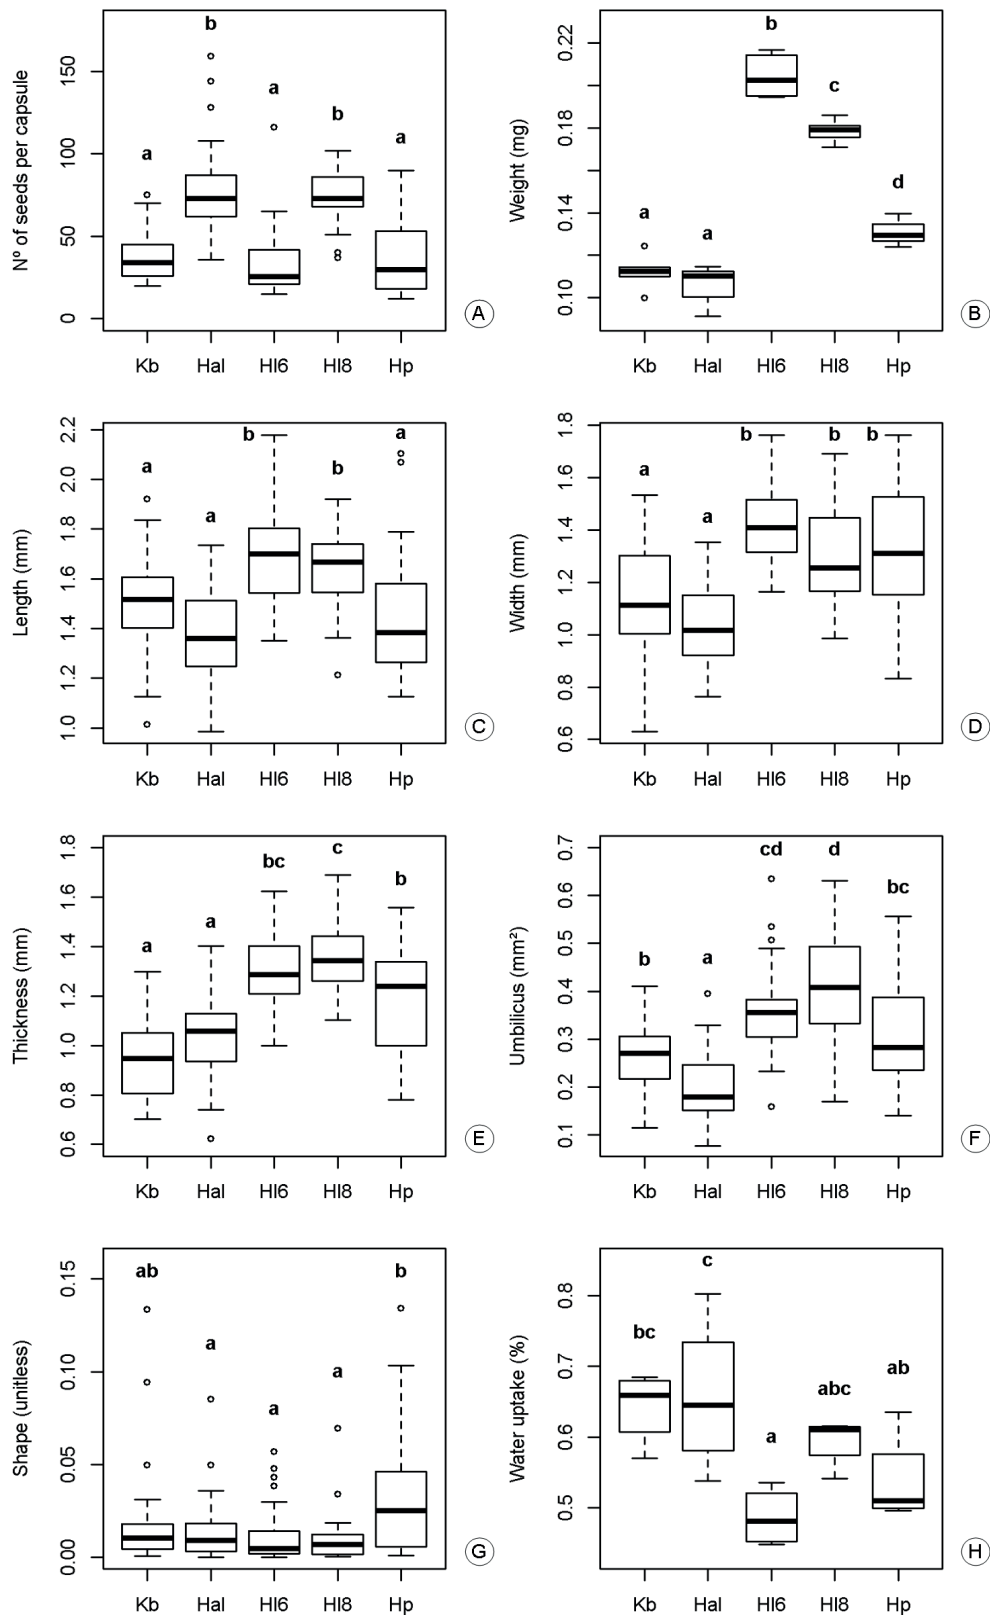 b
a
b
a
a
Nº of seeds per capsule
0 50 100 150
Kb Hal Hl6 Hl8 Hp
A
a
a
b
c
d
Weight (mg)
0.10 0.14 0.18 0.22
Kb Hal Hl6 Hl8 Hp
B
a
a
b
b
a
Length (mm)
1.0 1.2 1.4 1.6 1.8 2.0 2.2
Kb Hal Hl6 Hl8 Hp
C
a
a
b
b
b
Width (mm)
0.6 0.8 1.0 1.2 1.4 1.6 1.8
Kb Hal Hl6 Hl8 Hp
D
a
a
bc
c
b
Thickness (mm)
0.6 0.8 1.0 1.2 1.4 1.6 1.8
Kb Hal Hl6 Hl8 Hp
E
b
a
cd
d
bc
Umbilicus (mm²)
0.1 0.2 0.3 0.4 0.5 0.6 0.7
Kb Hal Hl6 Hl8 Hp
F
ab
a
a
a
b
Shape (unitless)
0.00 0.05 0.10 0.15
Kb Hal Hl6 Hl8 Hp
G
bc
c
a
abc
ab
Water uptake (%)
0.5 0.6 0.7 0.8
Kb Hal Hl6 Hl8 Hp
H